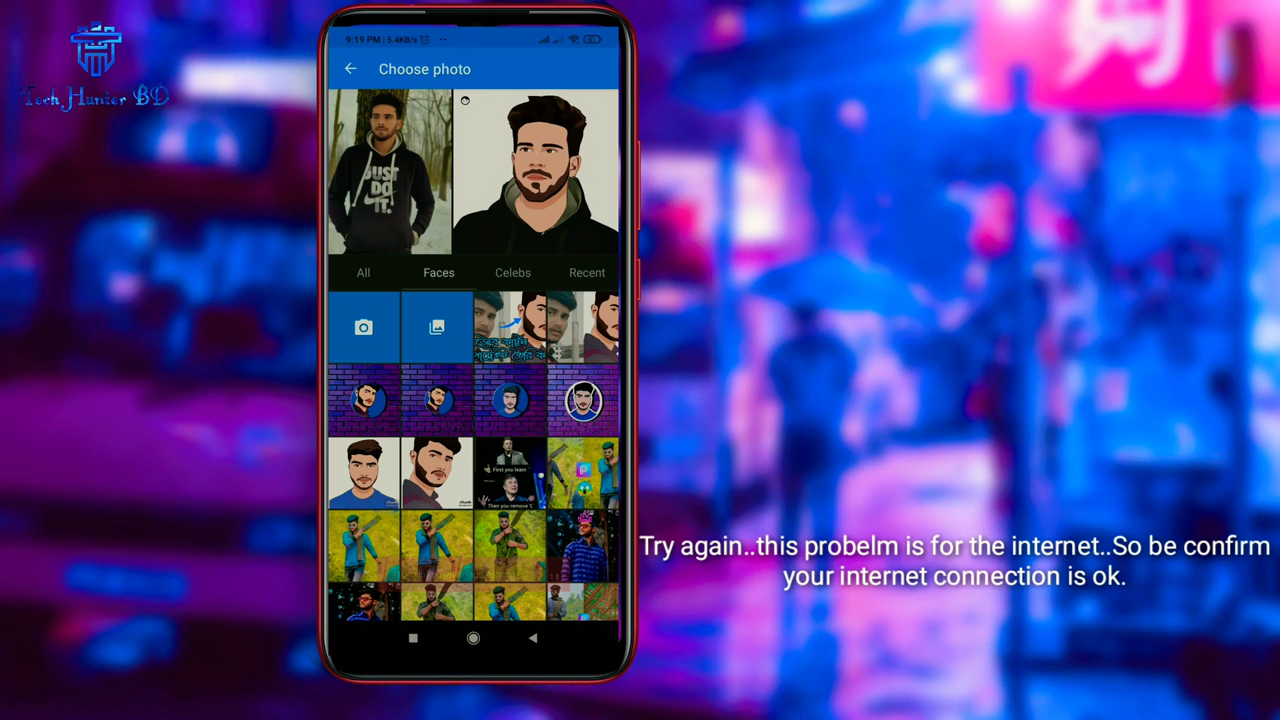 Tech Hunter BD
9:19 PM | 5.4KB/s
41
Choose photo
JUST
DO
IT.
All
Faces
Celebs
Recent
First you learn
Then you remove 'L'
Try again..this probelm is for the internet..So be confirm
your internet connection is ok.